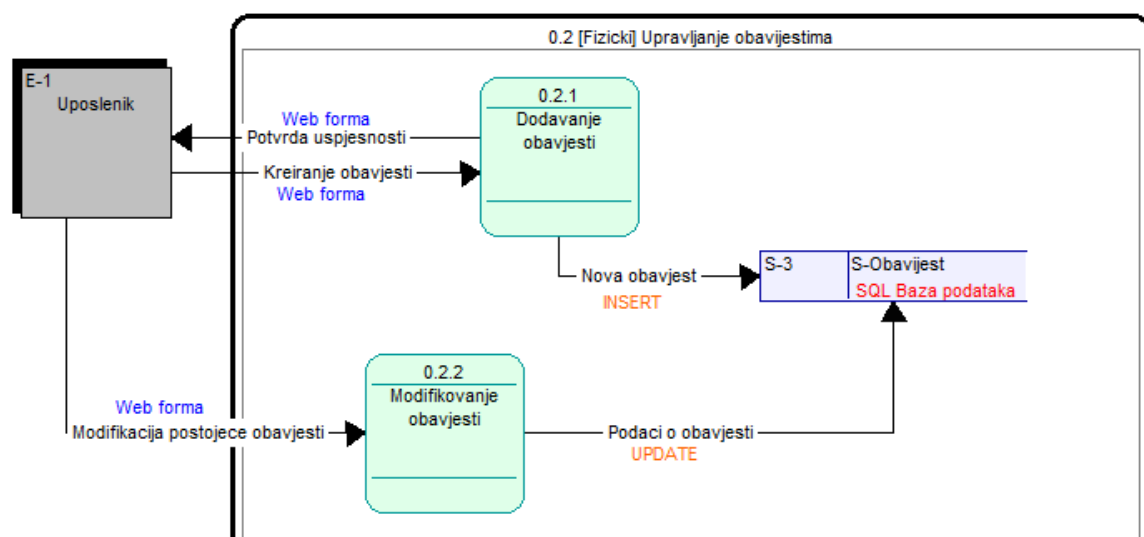 0.2 [Fizicki] Upravljanje obavijestima
E-1
Uposlenik
0.2.1
Dodavanje
obavjesti
Web forma
Potvrda uspjesnosti
Kreiranje obavjesti
Web forma
Nova obavjest
INSERT
S-3
S-Obavijest
SQL Baza podataka
0.2.2
Modifikovanje
obavjesti
Web forma
Modifikacija postojece obavjesti
Podaci o obavjesti
UPDATE